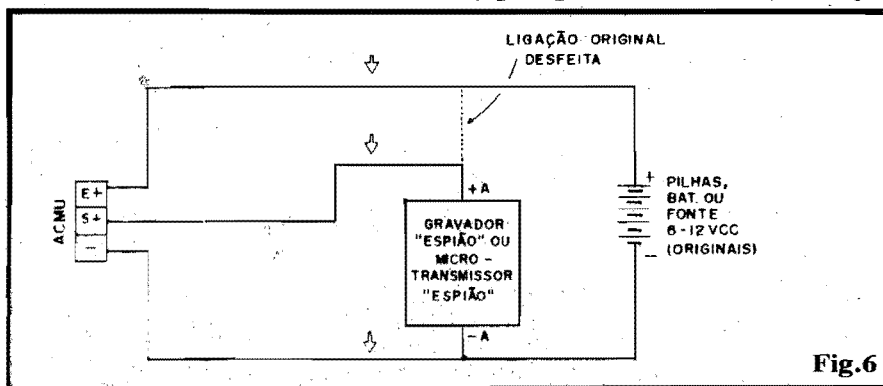 LIGAÇÃO ORIGINAL
DESFEITA
ACMU
E+
S+
−
+A
GRAVADOR
"ESPIÃO" OU
MICRO -
TRANSMISSOR
"ESPIÃO"
-A
+
PILHAS,
BAT. OU
FONTE
6-12 VCC
(ORIGINAIS)
−
Fig.6